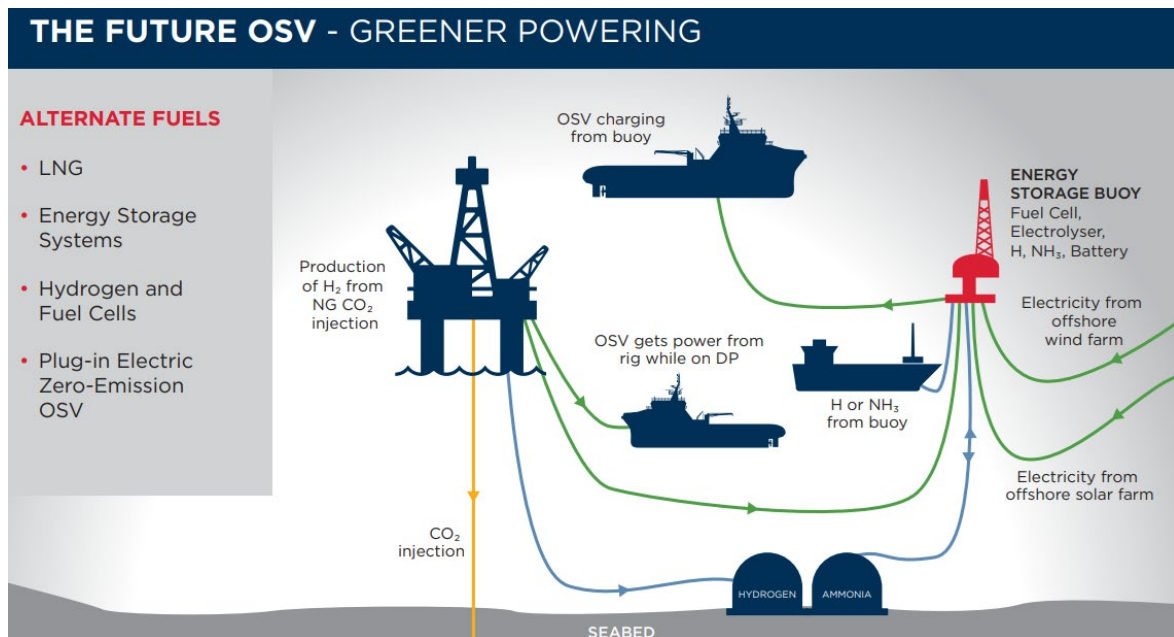 THE FUTURE OSV - GREENER POWERING
ALTERNATE FUELS
• LNG
• Energy Storage
Systems
• Hydrogen and
Fuel Cells
• Plug-in Electric
Zero-Emission
OSV
OSV charging
from buoy
ENERGY
STORAGE BUOY
Fuel Cell,
Electrolyser,
H, NH₃, Battery
Production
of H₂ from
NG CO₂
injection
Electricity from
offshore
wind farm
OSV gets power from
rig while on DP
H or NH₃
from buoy
Electricity from
offshore solar farm
CO₂
injection
HYDROGEN
AMMONIA
SEABED